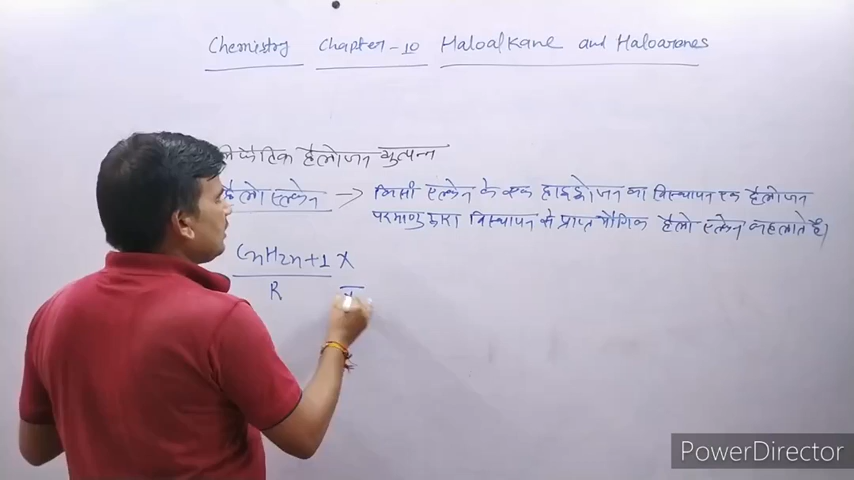 Chemistry Chapter-10 Haloalkane and Haloarenes
हैलोजन व्युत्पन्न
हैलो एल्केन → किसी एल्केन के एक हाइड्रोजन का विस्थापन एक हैलोजन
परमाणु द्वारा विस्थापन से प्राप्त यौगिक हैलो एल्केन कहलाते है।
CnH2n+1 X
R
PowerDirector